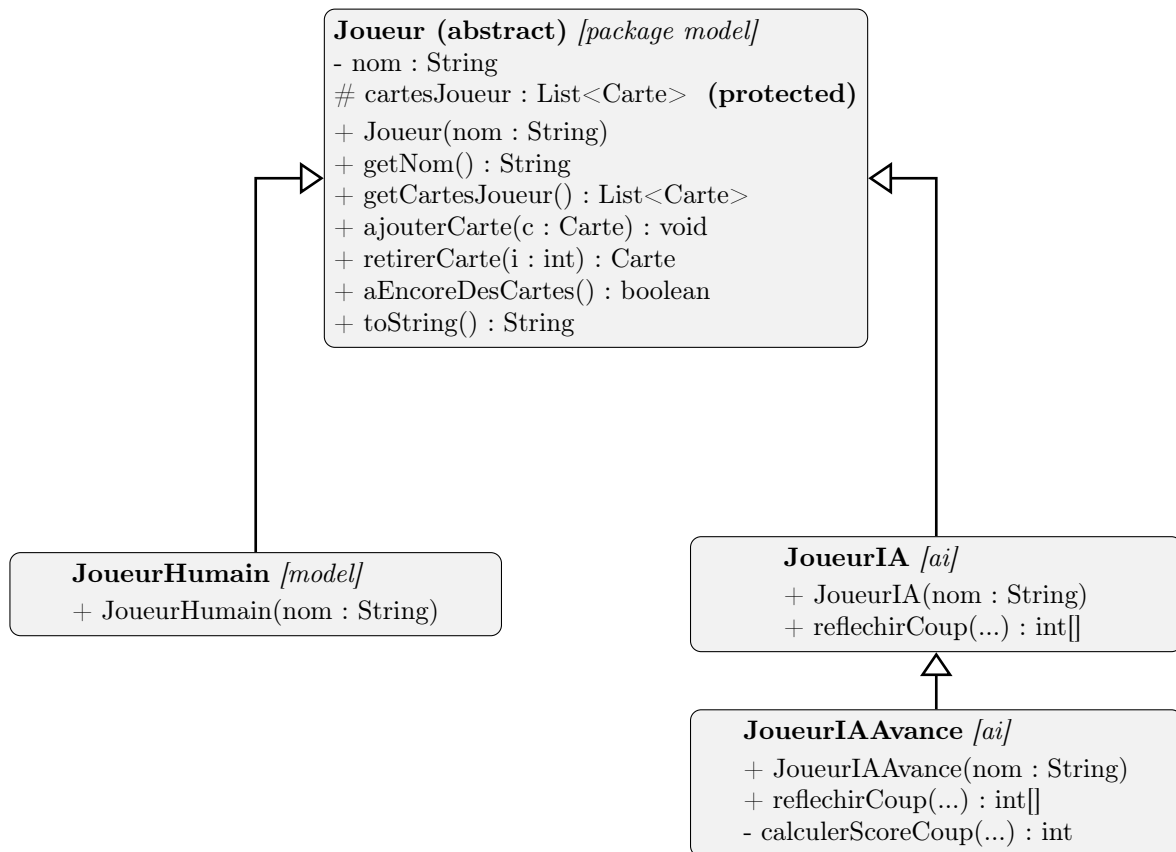 Joueur (abstract) [package model]
- nom : String
# cartesJoueur : List<Carte> (protected)
+ Joueur(nom : String)
+ getNom() : String
+ getCartesJoueur() : List<Carte>
+ ajouterCarte(c : Carte) : void
+ retirerCarte(i : int) : Carte
+ aEncoreDesCartes() : boolean
+ toString() : String
JoueurHumain [model]
+ JoueurHumain(nom : String)
JoueurIA [ai]
+ JoueurIA(nom : String)
+ reflechirCoup(...) : int[]
JoueurIAAvance [ai]
+ JoueurIAAvance(nom : String)
+ reflechirCoup(...) : int[]
- calculerScoreCoup(...) : int